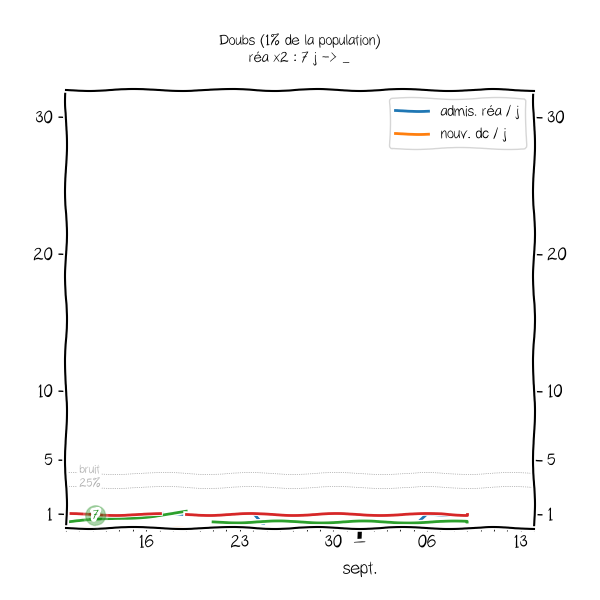 Doubs (1% de la population)
réa x2 : 7 j -> _
admis. réa / j
nouv. dc / j
30
30
20
20
10
10
5
5
bruit
25%
1
7
1
16
23
30
06
13
sept.